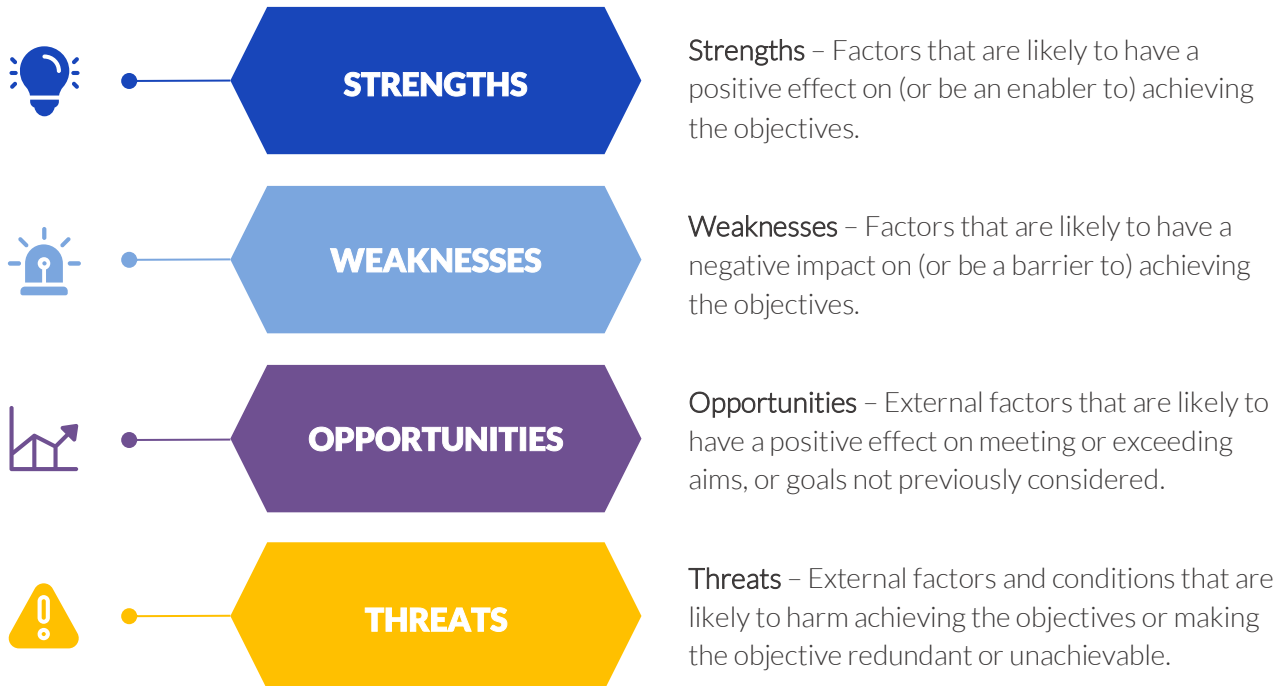 STRENGTHS
Strengths – Factors that are likely to have a
positive effect on (or be an enabler to) achieving
the objectives.
WEAKNESSES
Weaknesses – Factors that are likely to have a
negative impact on (or be a barrier to) achieving
the objectives.
OPPORTUNITIES
Opportunities – External factors that are likely to
have a positive effect on meeting or exceeding
aims, or goals not previously considered.
THREATS
Threats – External factors and conditions that are
likely to harm achieving the objectives or making
the objective redundant or unachievable.